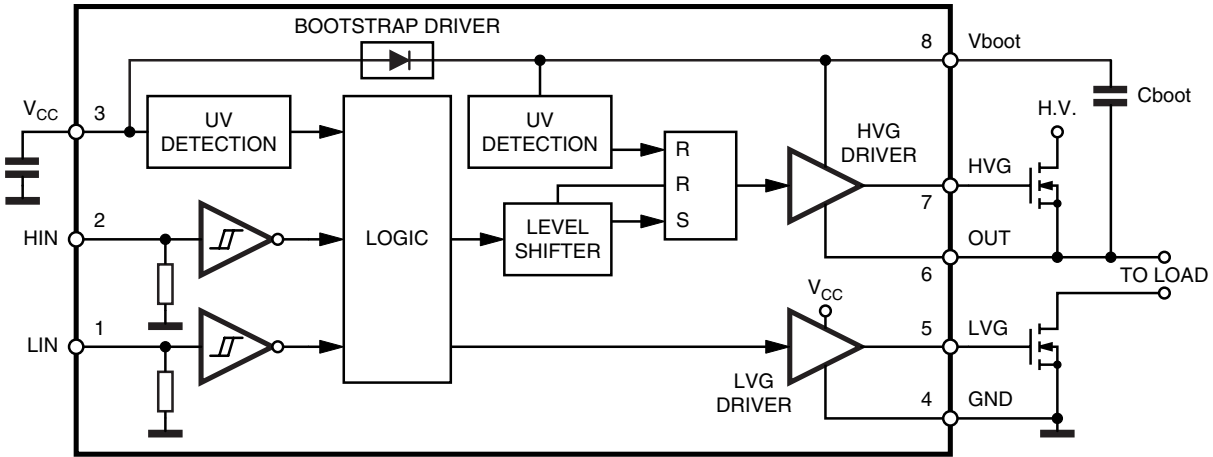 BOOTSTRAP DRIVER
8
Vboot
Cboot
H.V.
VCC
3
UV
DETECTION
UV
DETECTION
R
R
S
HVG
DRIVER
HVG
7
HIN
2
LOGIC
LEVEL
SHIFTER
OUT
6
TO LOAD
VCC
LIN
1
5
LVG
LVG
DRIVER
4
GND